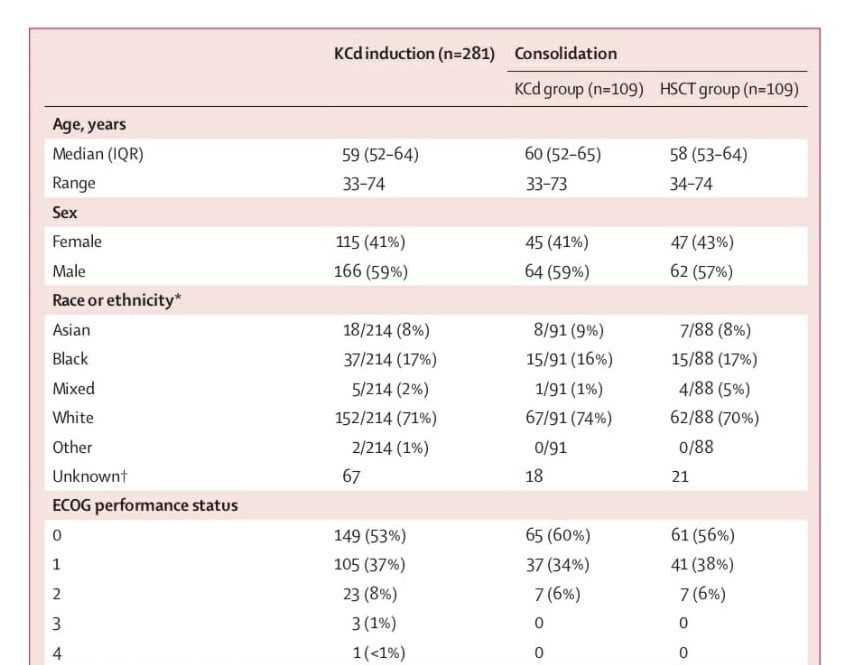 KCd induction (n=281) Consolidation
KCd group (n=109) HSCT group (n=109)
Age, years
Median (IQR) 59 (52–64) 60 (52–65) 58 (53–64)
Range 33–74 33–73 34–74
Sex
Female 115 (41%) 45 (41%) 47 (43%)
Male 166 (59%) 64 (59%) 62 (57%)
Race or ethnicity*
Asian 18/214 (8%) 8/91 (9%) 7/88 (8%)
Black 37/214 (17%) 15/91 (16%) 15/88 (17%)
Mixed 5/214 (2%) 1/91 (1%) 4/88 (5%)
White 152/214 (71%) 67/91 (74%) 62/88 (70%)
Other 2/214 (1%) 0/91 0/88
Unknown† 67 18 21
ECOG performance status
0 149 (53%) 65 (60%) 61 (56%)
1 105 (37%) 37 (34%) 41 (38%)
2 23 (8%) 7 (6%) 7 (6%)
3 3 (1%) 0 0
4 1 (<1%) 0 0